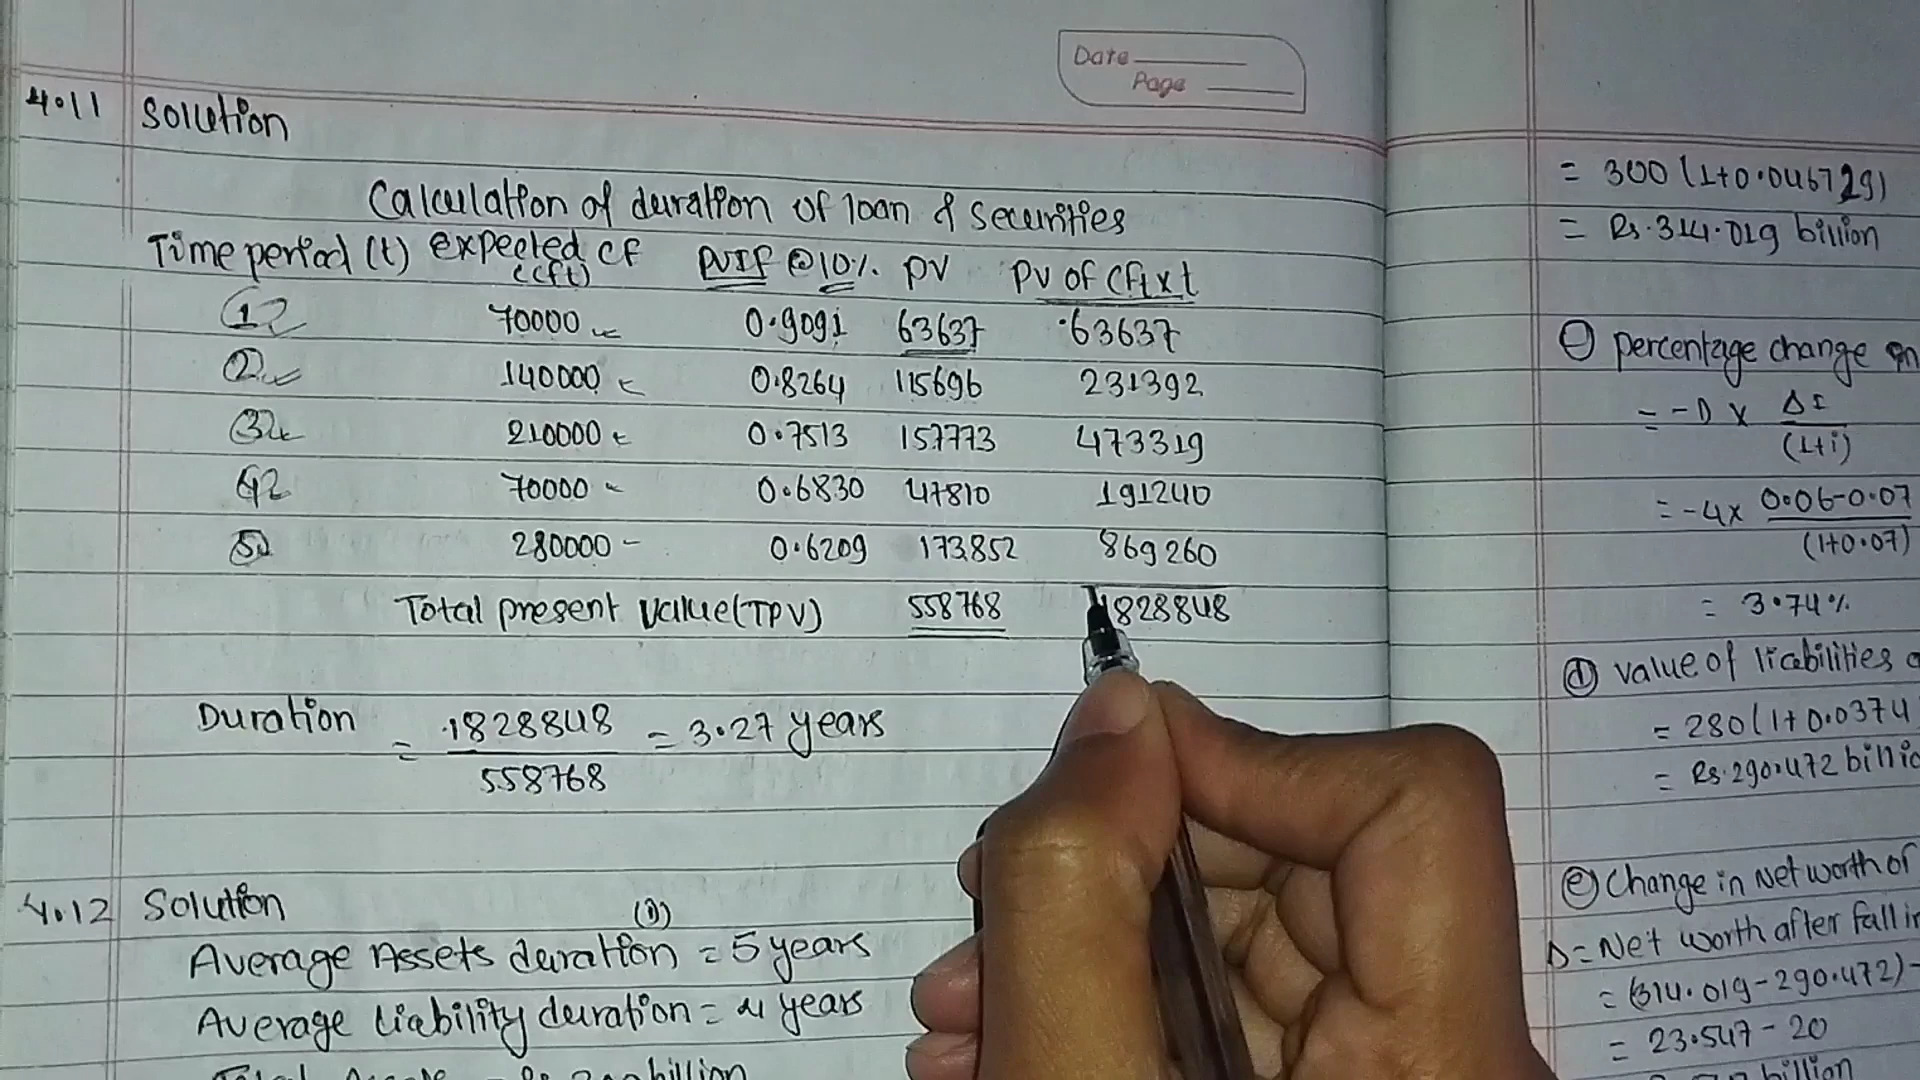 Date
Page
4.11 Solution
Calculation of duration of loan & Securities
Time period (t) expected CF (cft) PVIF @ 10% PV PV of Cft x t
1 70000 0.9091 63637 63637
2 140000 0.8264 115696 231392
3 210000 0.7513 157773 473319
4 70000 0.6830 47810 191240
5 280000 0.6209 173852 869260
Total present value (TPV) 558768 1828848
Duration = 1828848 / 558768 = 3.27 years
4.12 Solution
(D)
Average Assets duration = 5 years
Average Liability duration = 4 years
billion
= 300 (1+0.046729)
= Rs. 314.019 billion
percentage change in
= -D x ΔI / (1+i)
= -4x 0.06-0.07 / (1+0.07)
= 3.74%
(d) value of liabilities
= 280(1+0.0374
= Rs. 290.472 billio
(e) Change in Net worth of
Δ = Net worth after fall in
= (314.019-290.472)-
= 23.547 - 20
billion